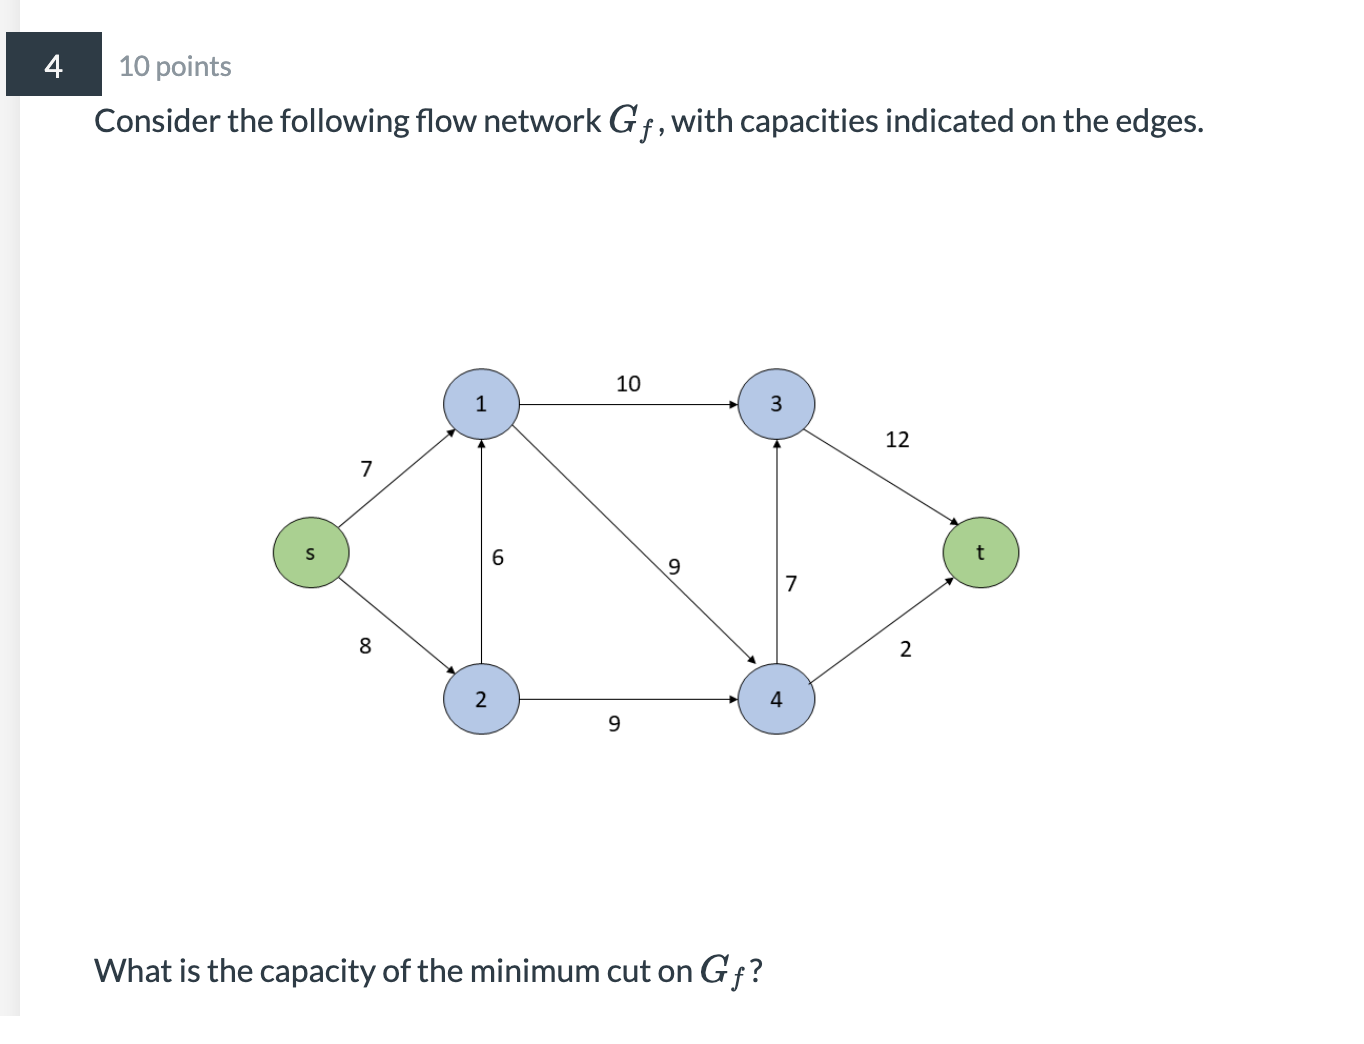 4
10 points
Consider the following flow network G_f, with capacities indicated on the edges.
10
1
3
12
7
s
6
9
7
t
8
2
2
4
9
What is the capacity of the minimum cut on G_f?